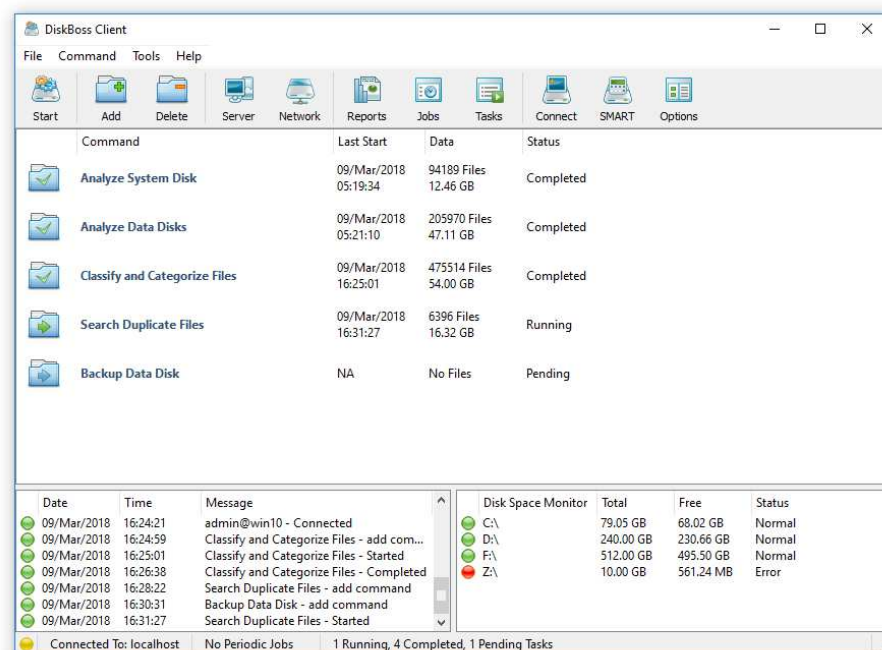 DiskBoss Client
File Command Tools Help
Start Add Delete Server Network Reports Jobs Tasks Connect SMART Options
Command Last Start Data Status
Analyze System Disk 09/Mar/2018 05:19:34 94189 Files 12.46 GB Completed
Analyze Data Disks 09/Mar/2018 05:21:10 205970 Files 47.11 GB Completed
Classify and Categorize Files 09/Mar/2018 16:25:01 475514 Files 54.00 GB Completed
Search Duplicate Files 09/Mar/2018 16:31:27 6396 Files 16.32 GB Running
Backup Data Disk NA No Files Pending
Date Time Message
09/Mar/2018 16:24:21 admin@win10 - Connected
09/Mar/2018 16:24:59 Classify and Categorize Files - add com...
09/Mar/2018 16:25:01 Classify and Categorize Files - Started
09/Mar/2018 16:26:38 Classify and Categorize Files - Completed
09/Mar/2018 16:28:22 Search Duplicate Files - add command
09/Mar/2018 16:30:31 Backup Data Disk - add command
09/Mar/2018 16:31:27 Search Duplicate Files - Started
Disk Space Monitor Total Free Status
C:\ 79.05 GB 68.02 GB Normal
D:\ 240.00 GB 230.66 GB Normal
F:\ 512.00 GB 495.50 GB Normal
Z:\ 10.00 GB 561.24 MB Error
Connected To: localhost No Periodic Jobs 1 Running, 4 Completed, 1 Pending Tasks